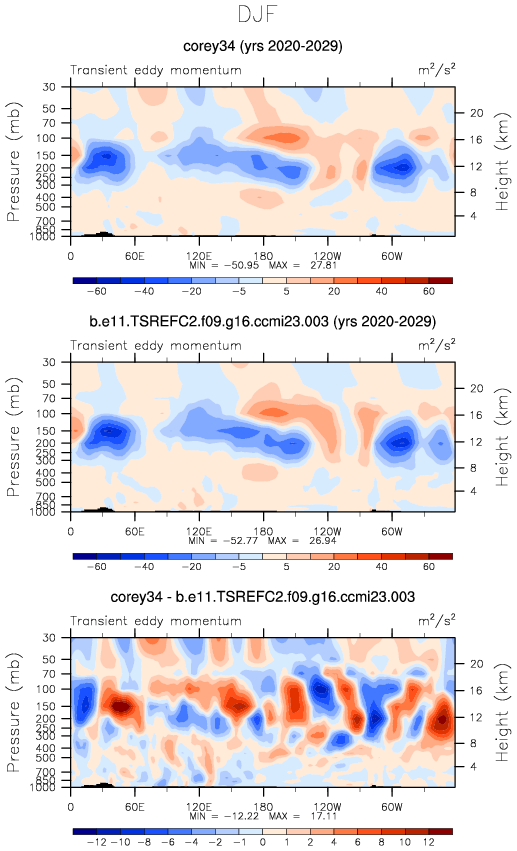 DJF
corey34 (yrs 2020-2029)
Transient eddy momentum m²/s²
30
50
70
100
150
200
250
300
400
500
700
850
1000
Pressure (mb)
20
16
12
8
4
Height (km)
0 60E 120E 180 120W 60W
MIN = -50.95 MAX = 27.81
-60 -40 -20 -5 5 20 40 60
b.e11.TSREFC2.f09.g16.ccmi23.003 (yrs 2020-2029)
Transient eddy momentum m²/s²
30
50
70
100
150
200
250
300
400
500
700
850
1000
Pressure (mb)
20
16
12
8
4
Height (km)
0 60E 120E 180 120W 60W
MIN = -52.77 MAX = 26.94
-60 -40 -20 -5 5 20 40 60
corey34 - b.e11.TSREFC2.f09.g16.ccmi23.003
Transient eddy momentum m²/s²
30
50
70
100
150
200
250
300
400
500
700
850
1000
Pressure (mb)
20
16
12
8
4
Height (km)
0 60E 120E 180 120W 60W
MIN = -12.22 MAX = 17.11
-12 -10 -8 -6 -4 -2 -1 0 1 2 4 6 8 10 12